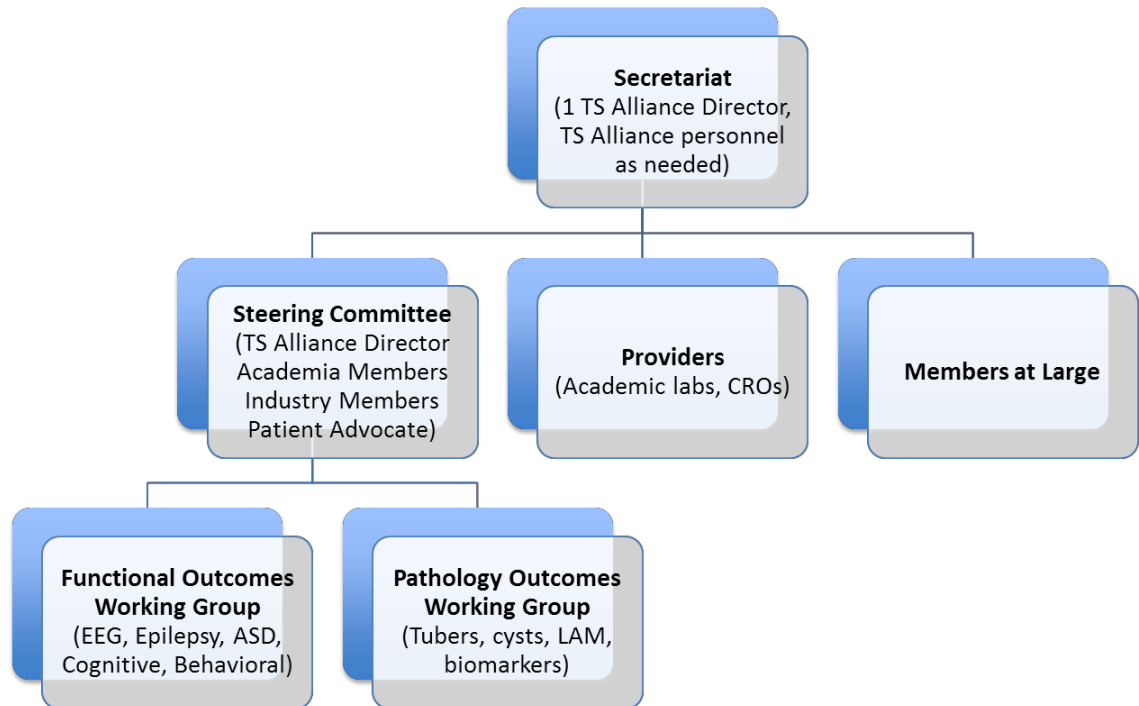 Secretariat
(1 TS Alliance Director,
TS Alliance personnel
as needed)
Steering Committee
(TS Alliance Director
Academia Members
Industry Members
Patient Advocate)
Providers
(Academic labs, CROs)
Members at Large
Functional Outcomes
Working Group
(EEG, Epilepsy, ASD,
Cognitive, Behavioral)
Pathology Outcomes
Working Group
(Tubers, cysts, LAM,
biomarkers)